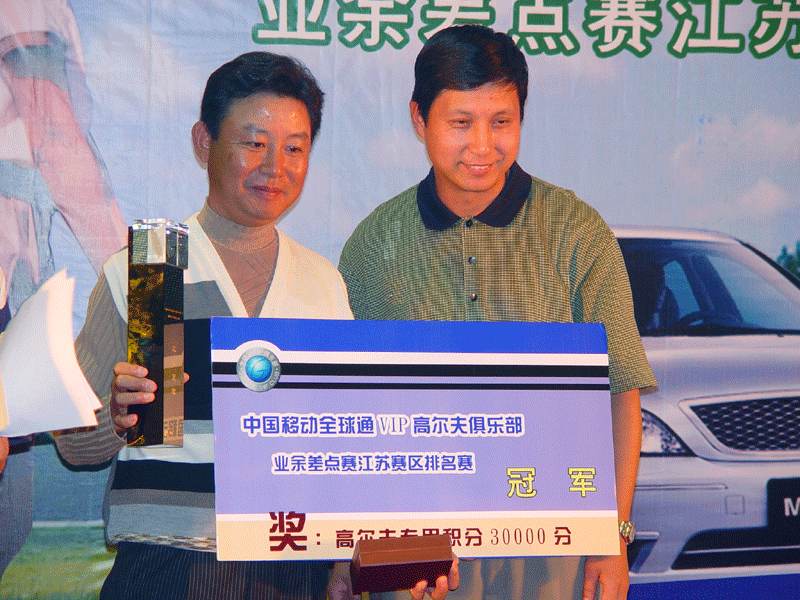 业余差点赛江苏
中国移动全球通VIP高尔夫俱乐部
业余差点赛江苏赛区排名赛
冠 军
奖：高尔夫专用积分30000分
M